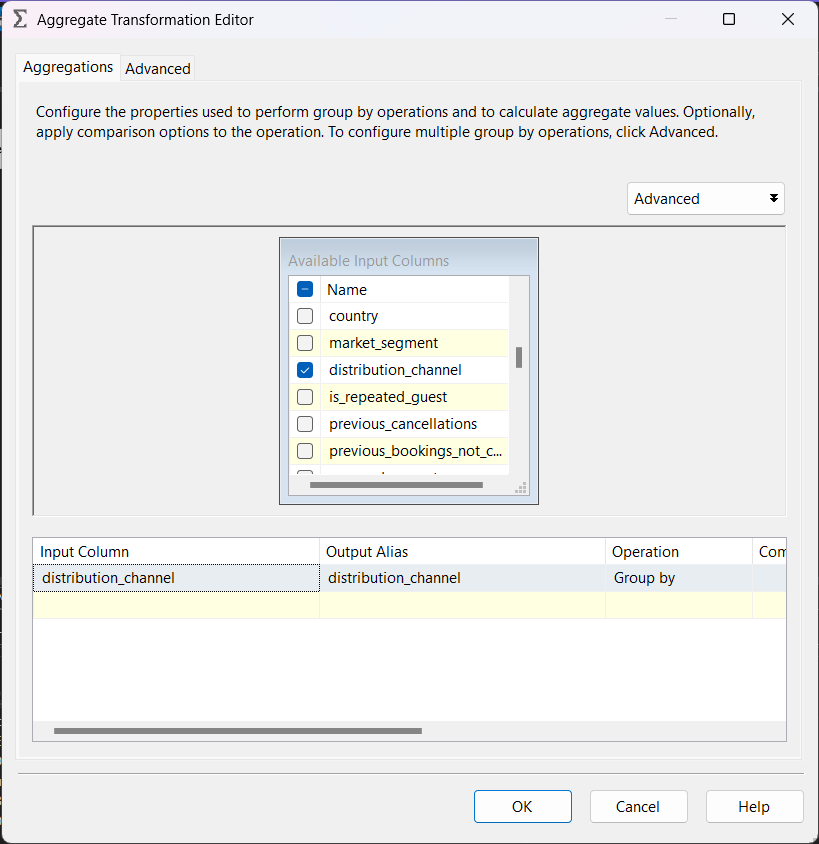 Aggregate Transformation Editor
Aggregations
Advanced
Configure the properties used to perform group by operations and to calculate aggregate values. Optionally,
apply comparison options to the operation. To configure multiple group by operations, click Advanced.
Advanced
Available Input Columns
Name
country
market_segment
distribution_channel
is_repeated_guest
previous_cancellations
previous_bookings_not_c...
Input Column Output Alias Operation Com
distribution_channel distribution_channel Group by
OK Cancel Help